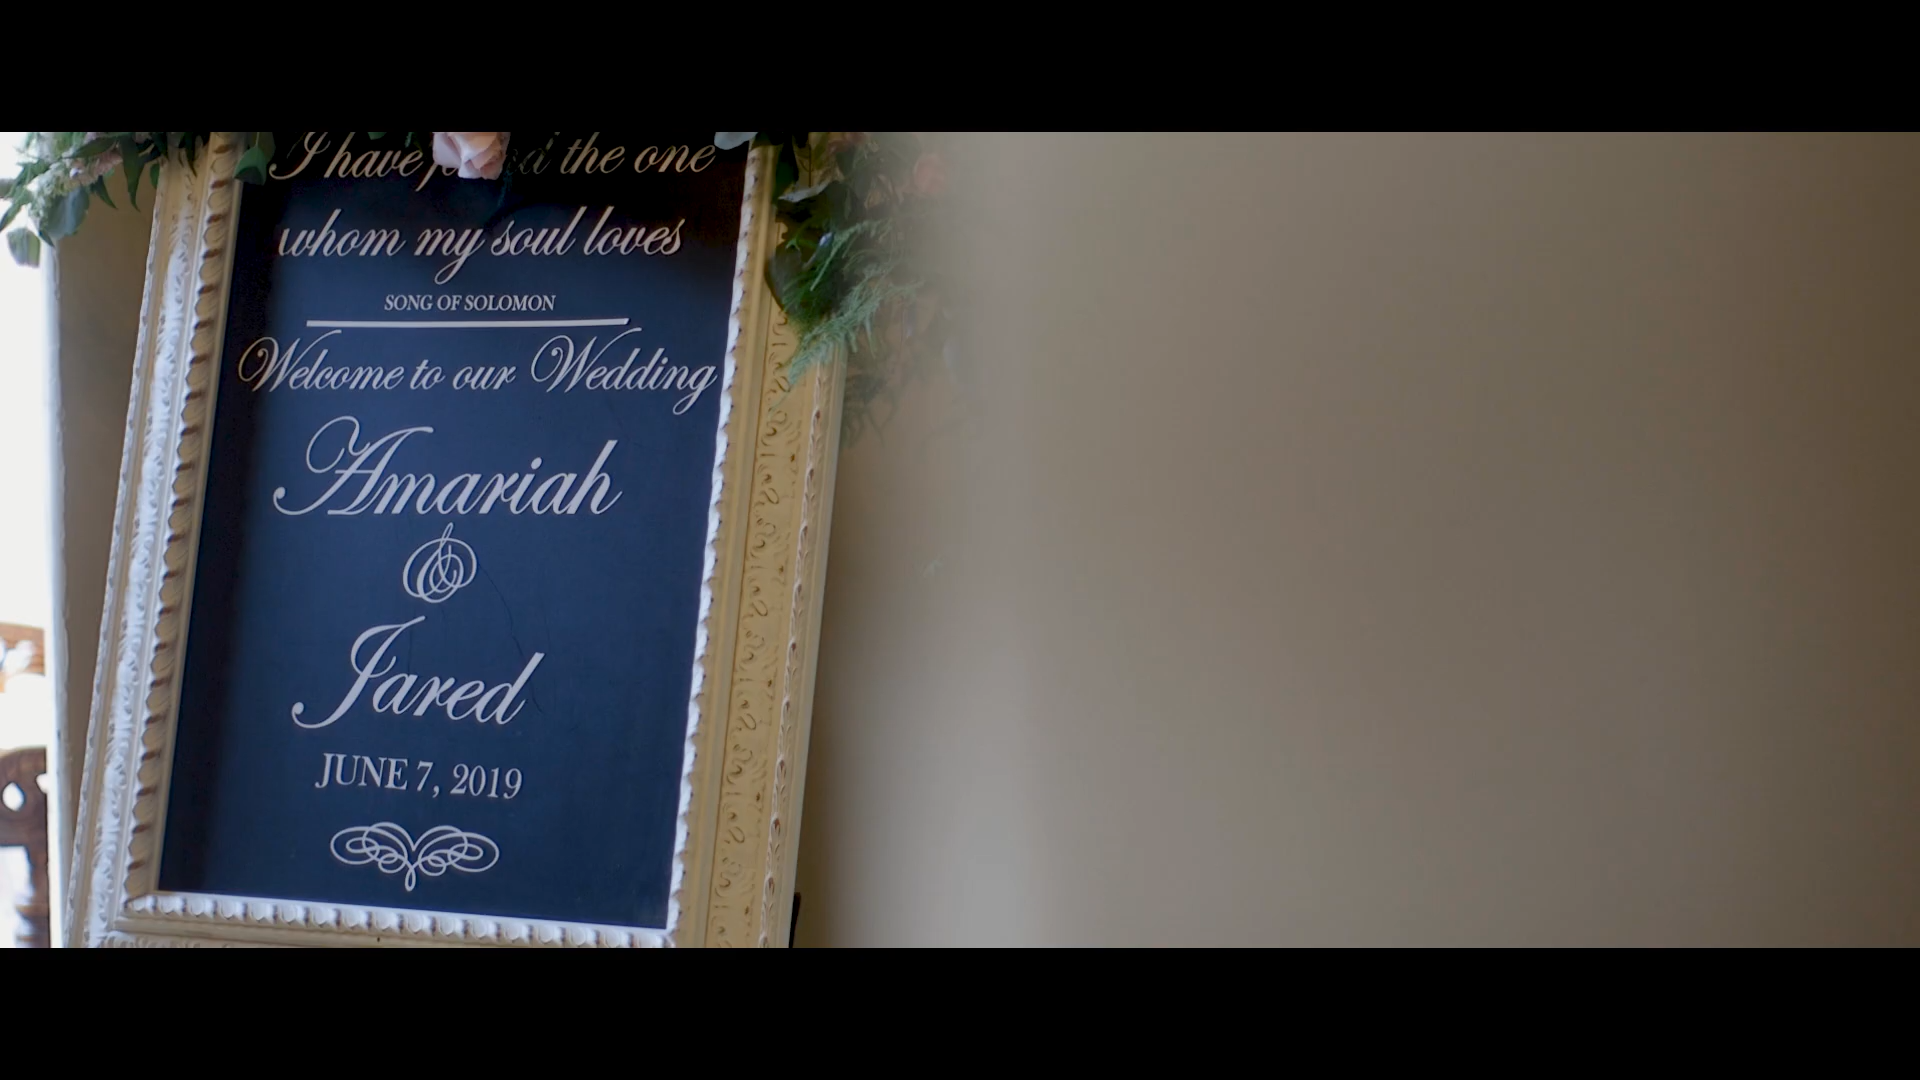 I have found the one
whom my soul loves
SONG OF SOLOMON
Welcome to our Wedding
Amariah
&
Jared
JUNE 7, 2019